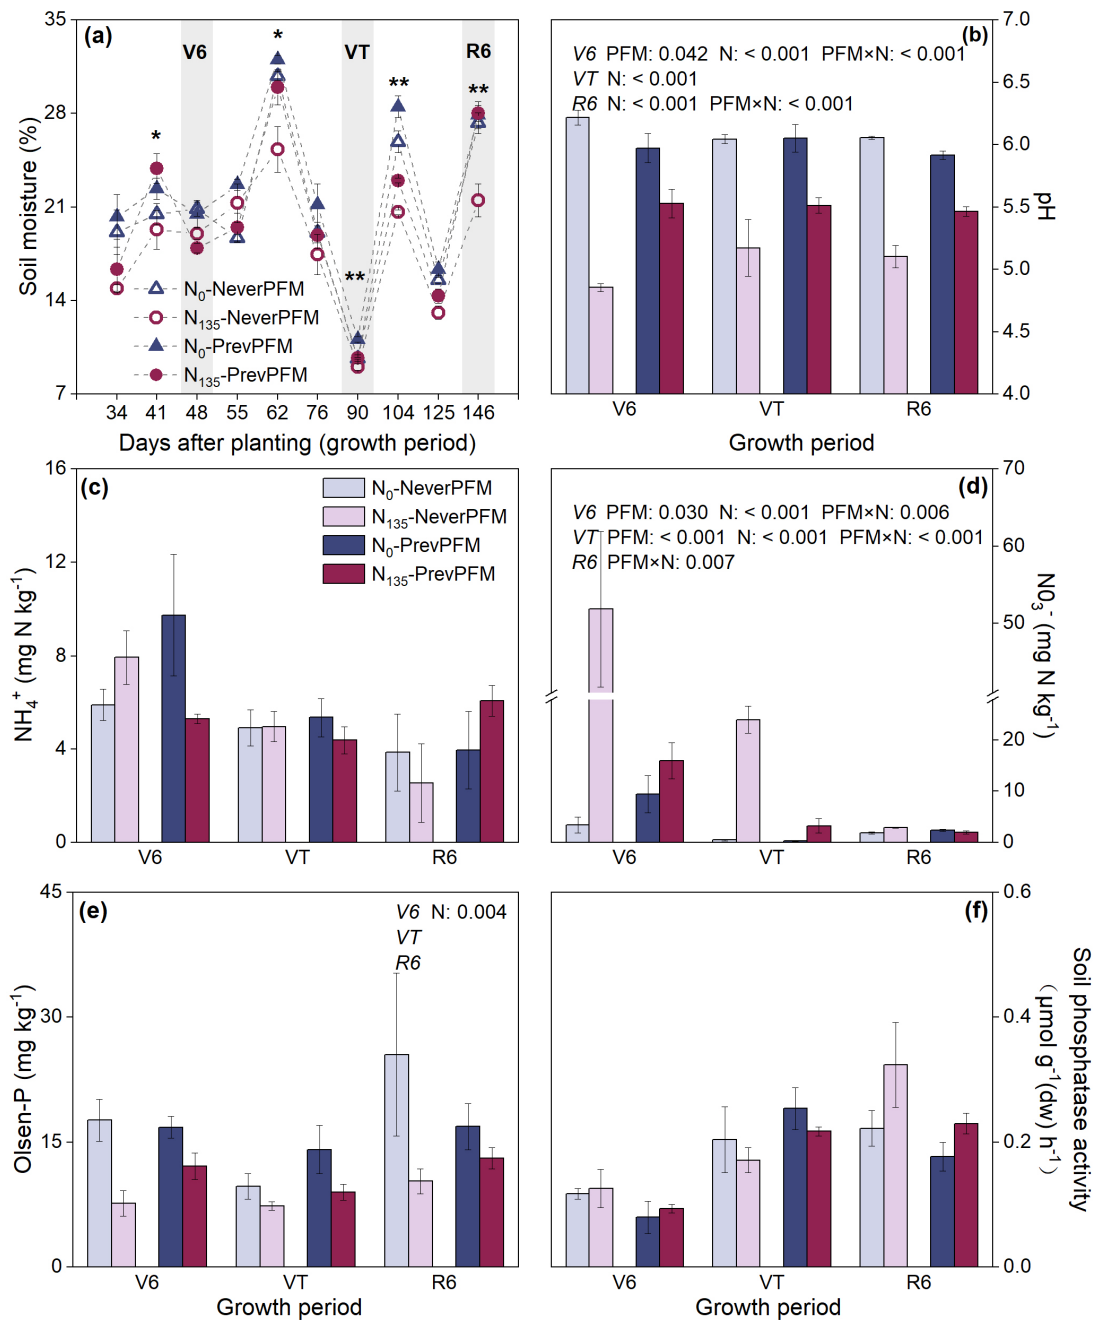 (a)
V6
VT
R6
*
*
**
**
**
35
28
21
14
7
Soil moisture (%)
N₀-NeverPFM
N₁₃₅-NeverPFM
N₀-PrevPFM
N₁₃₅-PrevPFM
34 41 48 55 62 76 90 104 125 146
Days after planting (growth period)
(b)
V6 PFM: 0.042 N: < 0.001 PFM×N: < 0.001
VT N: < 0.001
R6 N: < 0.001 PFM×N: < 0.001
7.0
6.5
6.0
5.5
5.0
4.5
4.0
pH
V6 VT R6
Growth period
(c)
16
12
8
4
0
NH₄⁺ (mg N kg⁻¹)
N₀-NeverPFM
N₁₃₅-NeverPFM
N₀-PrevPFM
N₁₃₅-PrevPFM
V6 VT R6
(d)
V6 PFM: 0.030 N: < 0.001 PFM×N: 0.006
VT PFM: < 0.001 N: < 0.001 PFM×N: < 0.001
R6 PFM×N: 0.007
70
60
50
20
10
0
N0₃⁻ (mg N kg⁻¹)
V6 VT R6
(e)
V6 N: 0.004
VT
R6
45
30
15
0
Olsen-P (mg kg⁻¹)
V6 VT R6
Growth period
(f)
0.6
0.4
0.2
0.0
Soil phosphatase activity
(μmol g⁻¹(dw) h⁻¹)
V6 VT R6
Growth period